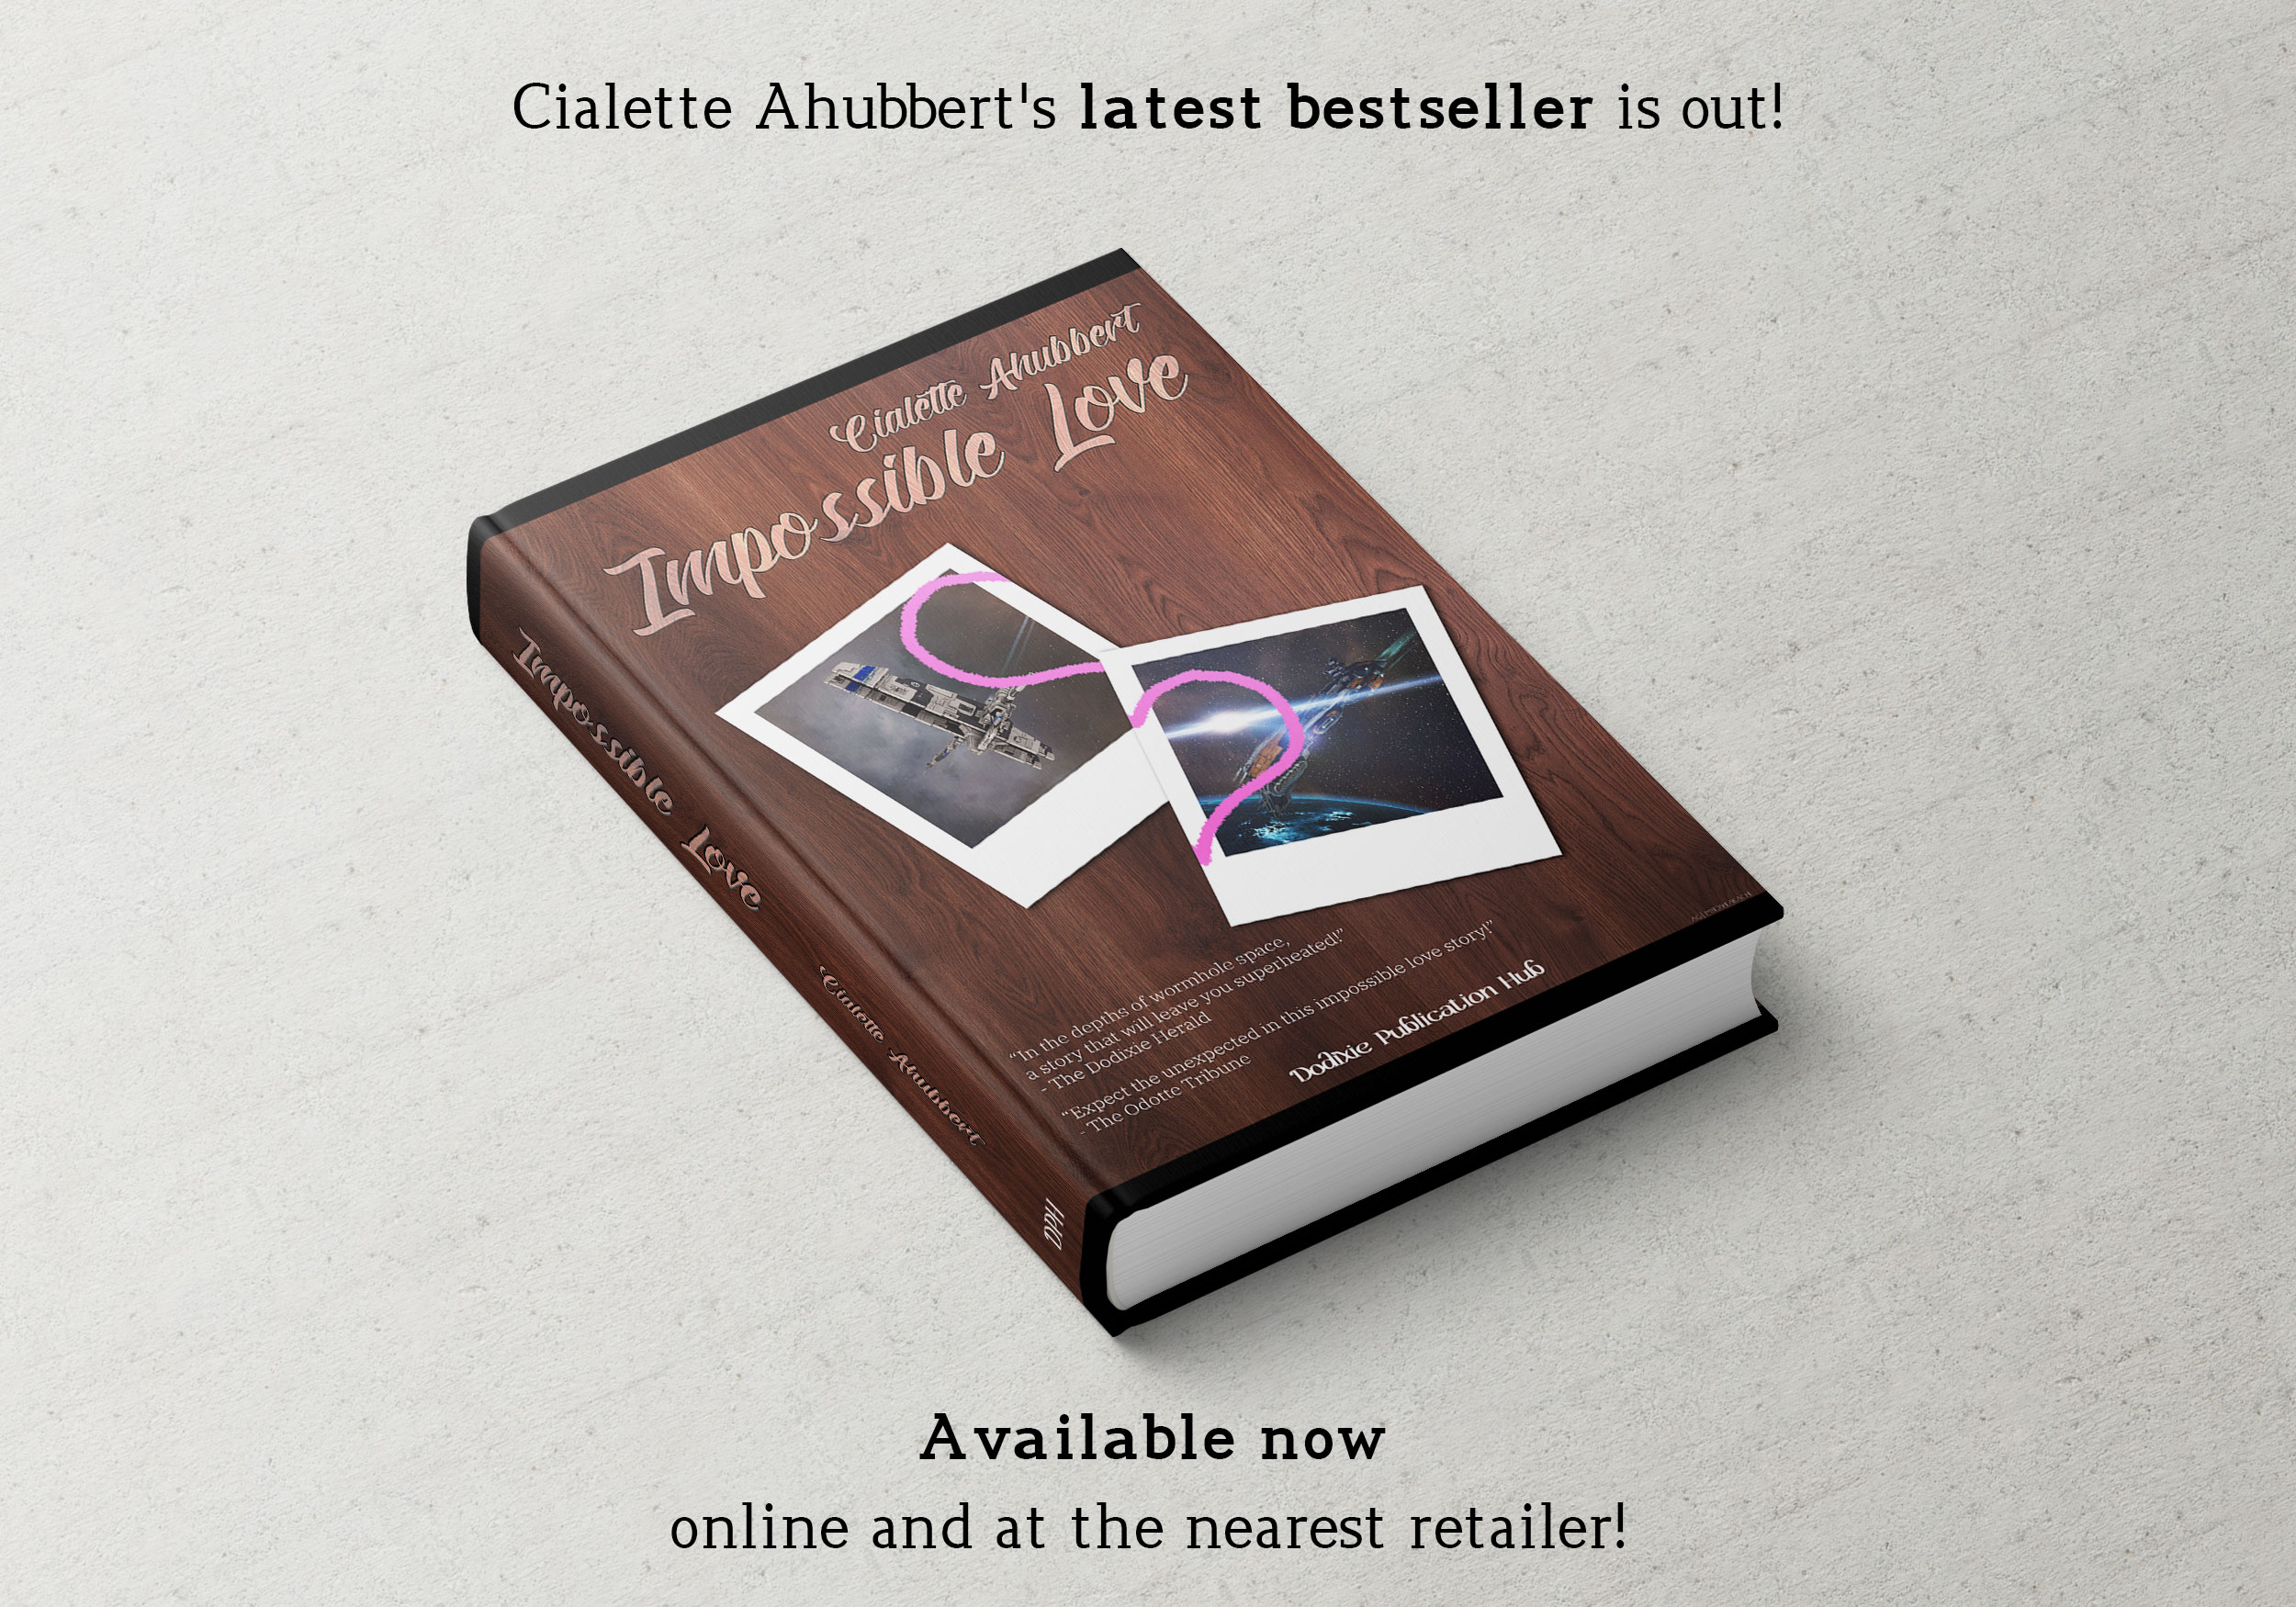 Cialette Ahubbert's latest bestseller is out!
Cialette Ahubbert
Impossible Love
Impossible Love
Cialette Ahubbert
DPH
“In the depths of wormhole space,
a story that will leave you superheated!”
- The Dodixie Herald
“Expect the unexpected in this impossible love story!”
- The Odotte Tribune
Dodixie Publication Hub
Available now
online and at the nearest retailer!